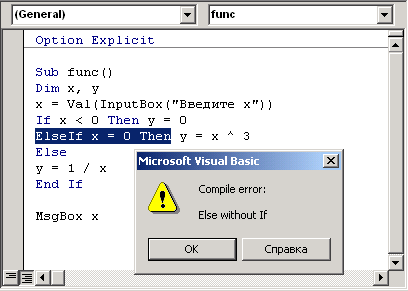 (General)
func
Option Explicit
Sub func()
Dim x, y
x = Val(InputBox("Введите x"))
If x < 0 Then y = 0
ElseIf x = 0 Then y = x ^ 3
Else
y = 1 / x
End If
MsgBox x
Microsoft Visual Basic
Compile error:
Else without If
OK
Справка